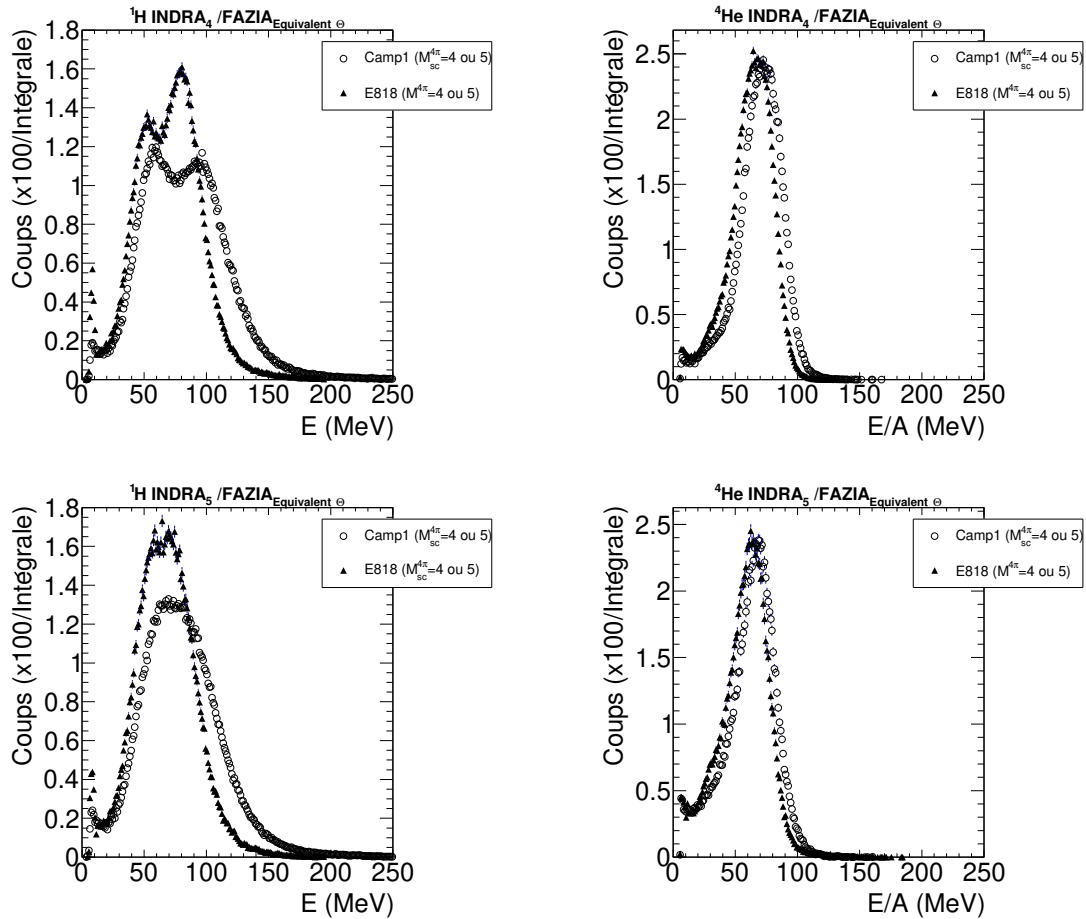 ¹H INDRA₄ /FAZIA_Equivalent Θ
Coups (x100/Intégrale)
1.8
1.6
1.4
1.2
1
0.8
0.6
0.4
0.2
0
0 50 100 150 200 250
E (MeV)
Camp1 (M_sc^4π=4 ou 5)
E818 (M^4π=4 ou 5)
⁴He INDRA₄ /FAZIA_Equivalent Θ
Coups (x100/Intégrale)
2.5
2
1.5
1
0.5
0
0 50 100 150 200 250
E/A (MeV)
Camp1 (M_sc^4π=4 ou 5)
E818 (M^4π=4 ou 5)
¹H INDRA₅ /FAZIA_Equivalent Θ
Coups (x100/Intégrale)
1.8
1.6
1.4
1.2
1
0.8
0.6
0.4
0.2
0
0 50 100 150 200 250
E (MeV)
Camp1 (M_sc^4π=4 ou 5)
E818 (M_sc^4π=4 ou 5)
⁴He INDRA₅ /FAZIA_Equivalent Θ
Coups (x100/Intégrale)
2.5
2
1.5
1
0.5
0
0 50 100 150 200 250
E/A (MeV)
Camp1 (M_sc^4π=4 ou 5)
E818 (M^4π=4 ou 5)